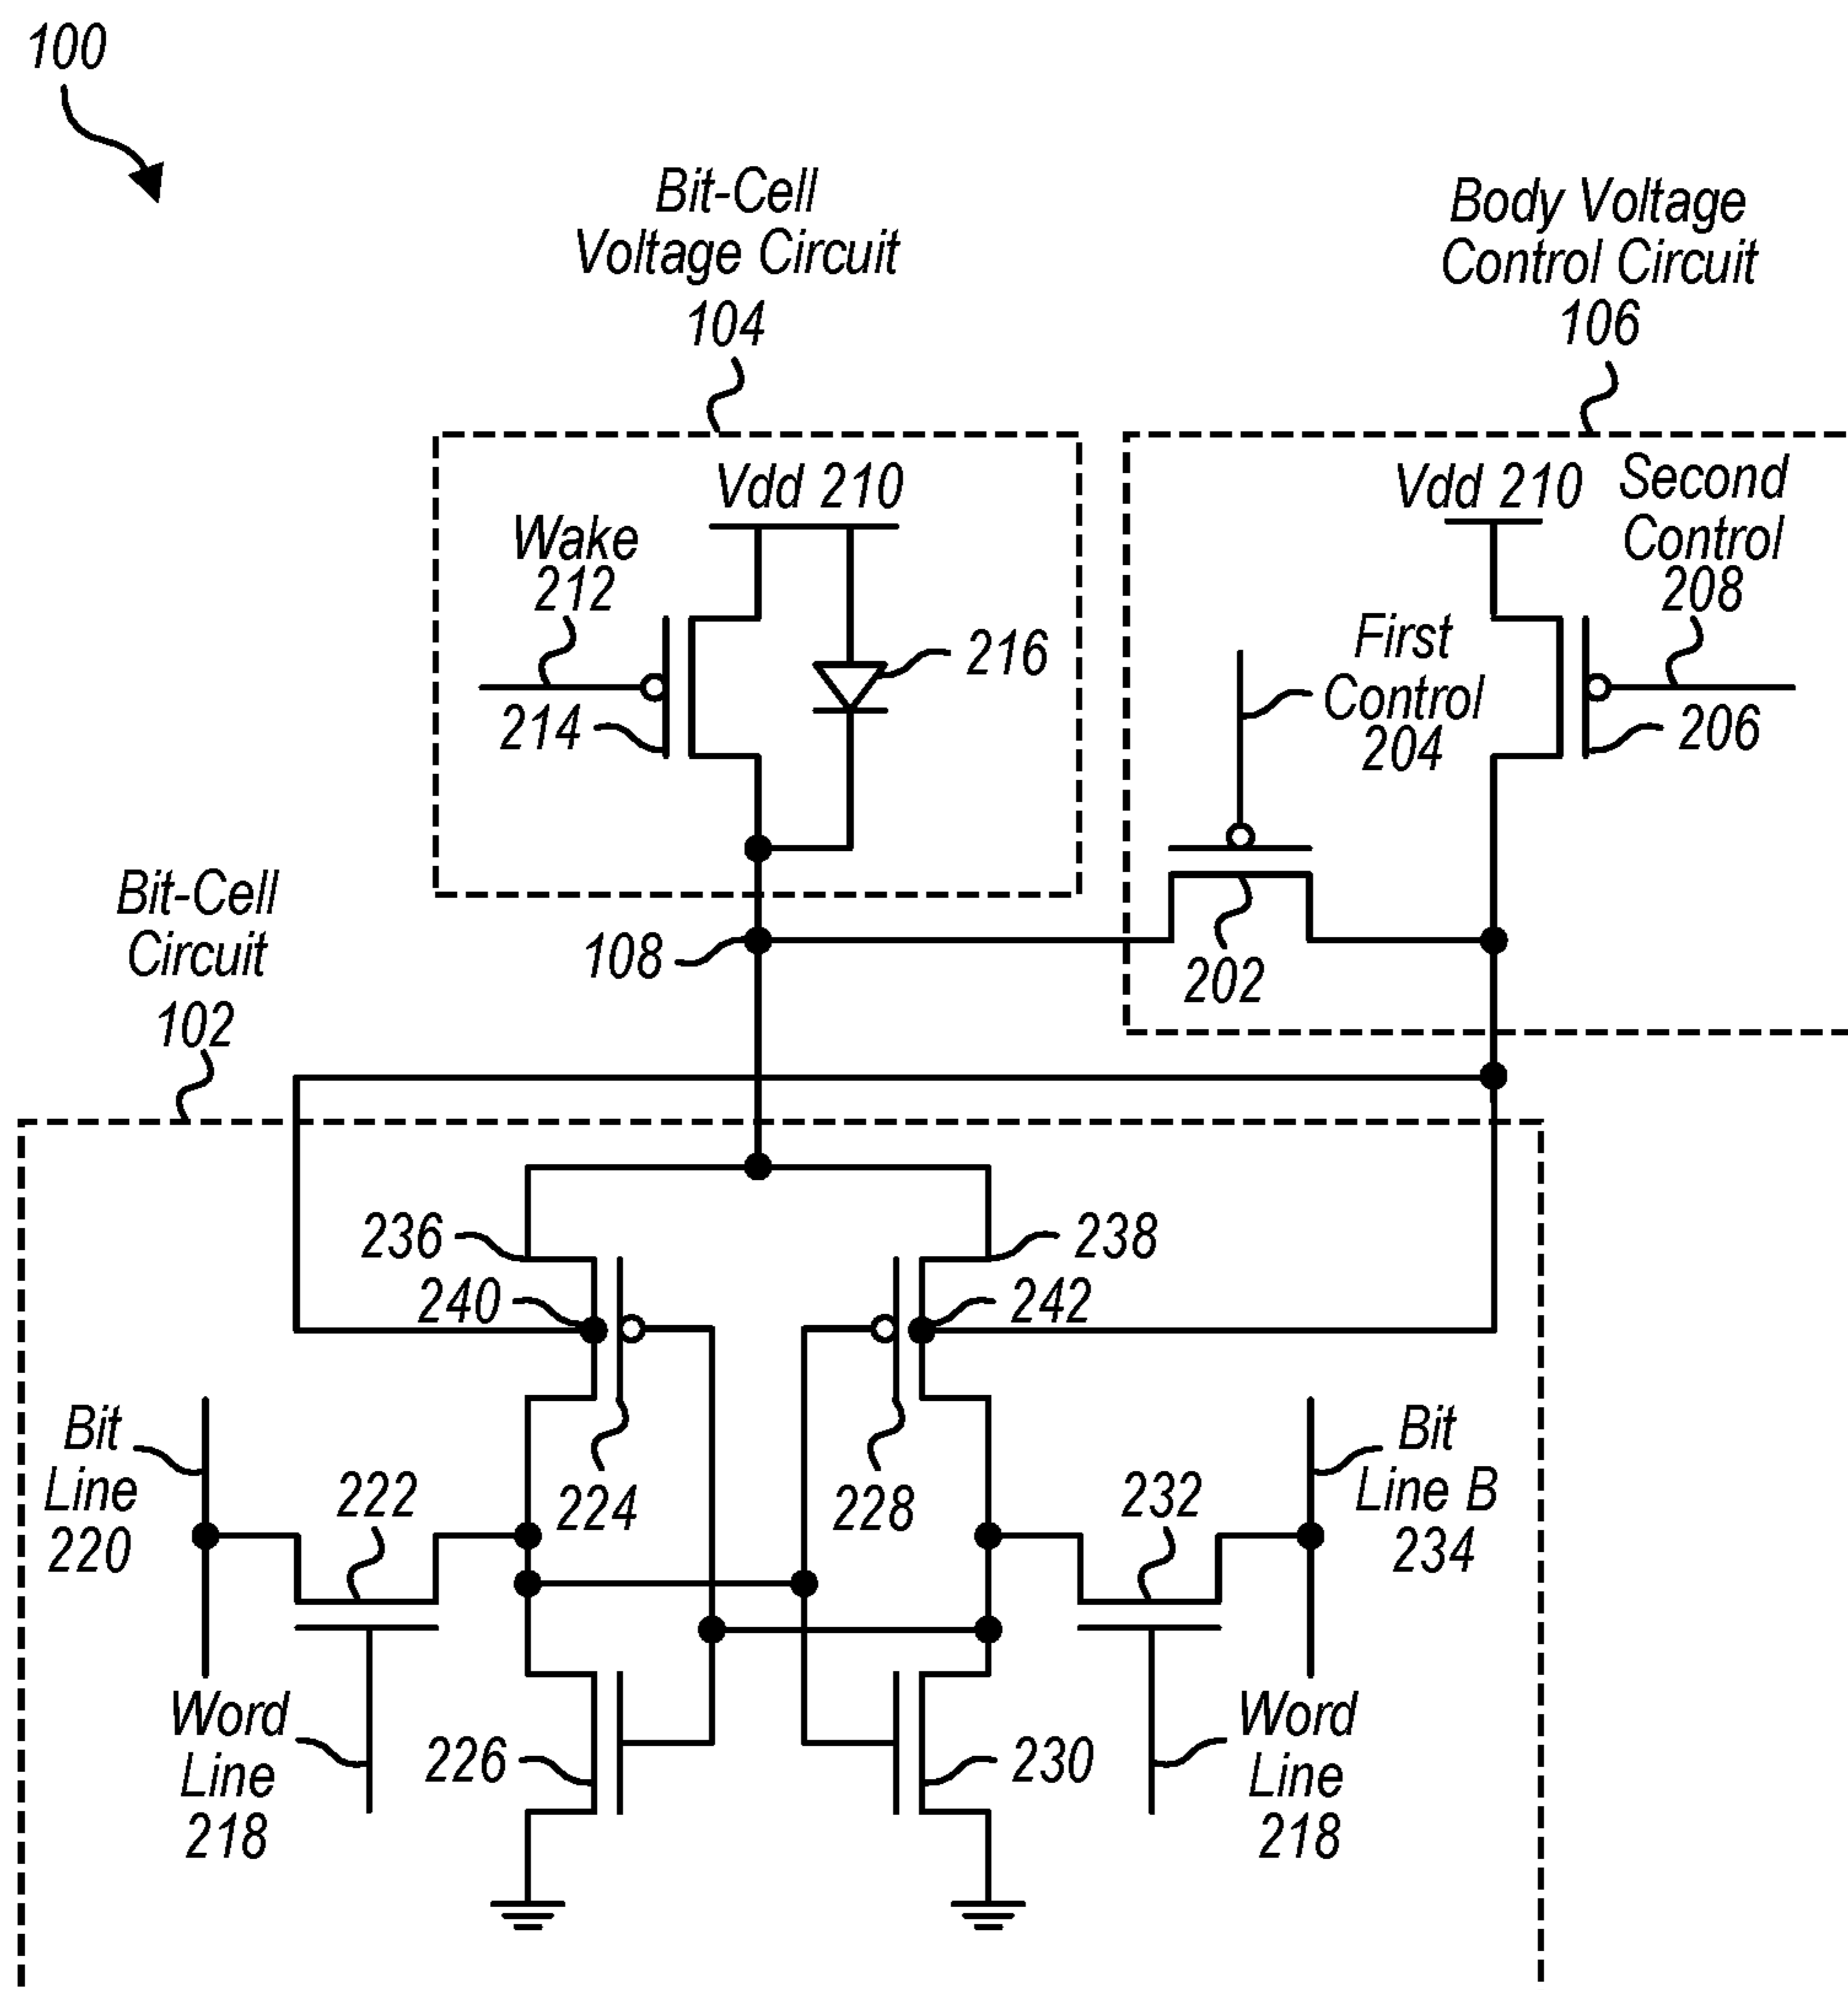 100
Bit-Cell
Voltage Circuit
104
Body Voltage
Control Circuit
106
Vdd 210
Wake
212
214
216
Vdd 210
Second
Control
208
First
Control
204
206
202
108
Bit-Cell
Circuit
102
236
240
238
242
224
228
Bit
Line
220
222
232
Bit
Line B
234
Word
Line
218
226
230
Word
Line
218